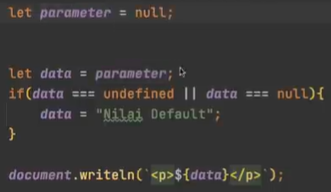 let parameter = null;
let data = parameter;
if(data === undefined || data === null){
data = "Nilai Default";
}
document.writeln(`<p>${data}</p>`);